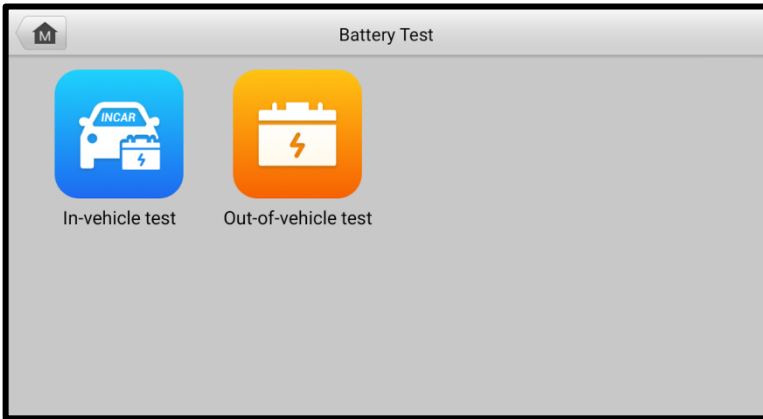 M
Battery Test
INCAR
In-vehicle test
Out-of-vehicle test